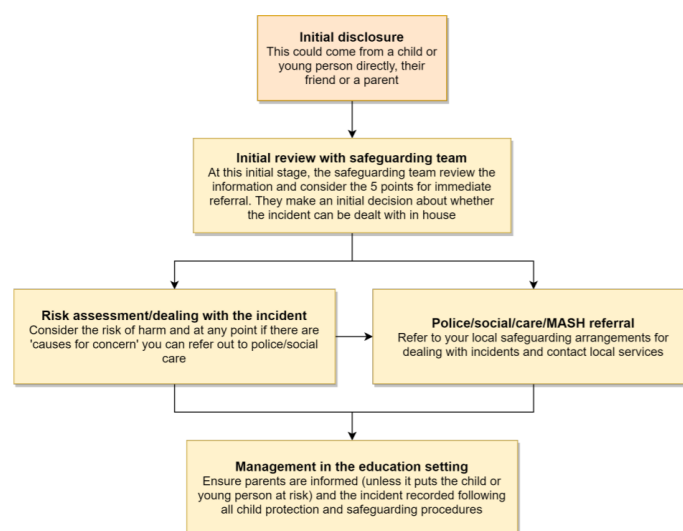 Initial disclosure
This could come from a child or
young person directly, their
friend or a parent
Initial review with safeguarding team
At this initial stage, the safeguarding team review the
information and consider the 5 points for immediate
referral. They make an initial decision about whether
the incident can be dealt with in house
Risk assessment/dealing with the incident
Consider the risk of harm and at any point if there are
'causes for concern' you can refer out to police/social
care
Police/social/care/MASH referral
Refer to your local safeguarding arrangements for
dealing with incidents and contact local services
Management in the education setting
Ensure parents are informed (unless it puts the child or
young person at risk) and the incident recorded following
all child protection and safeguarding procedures